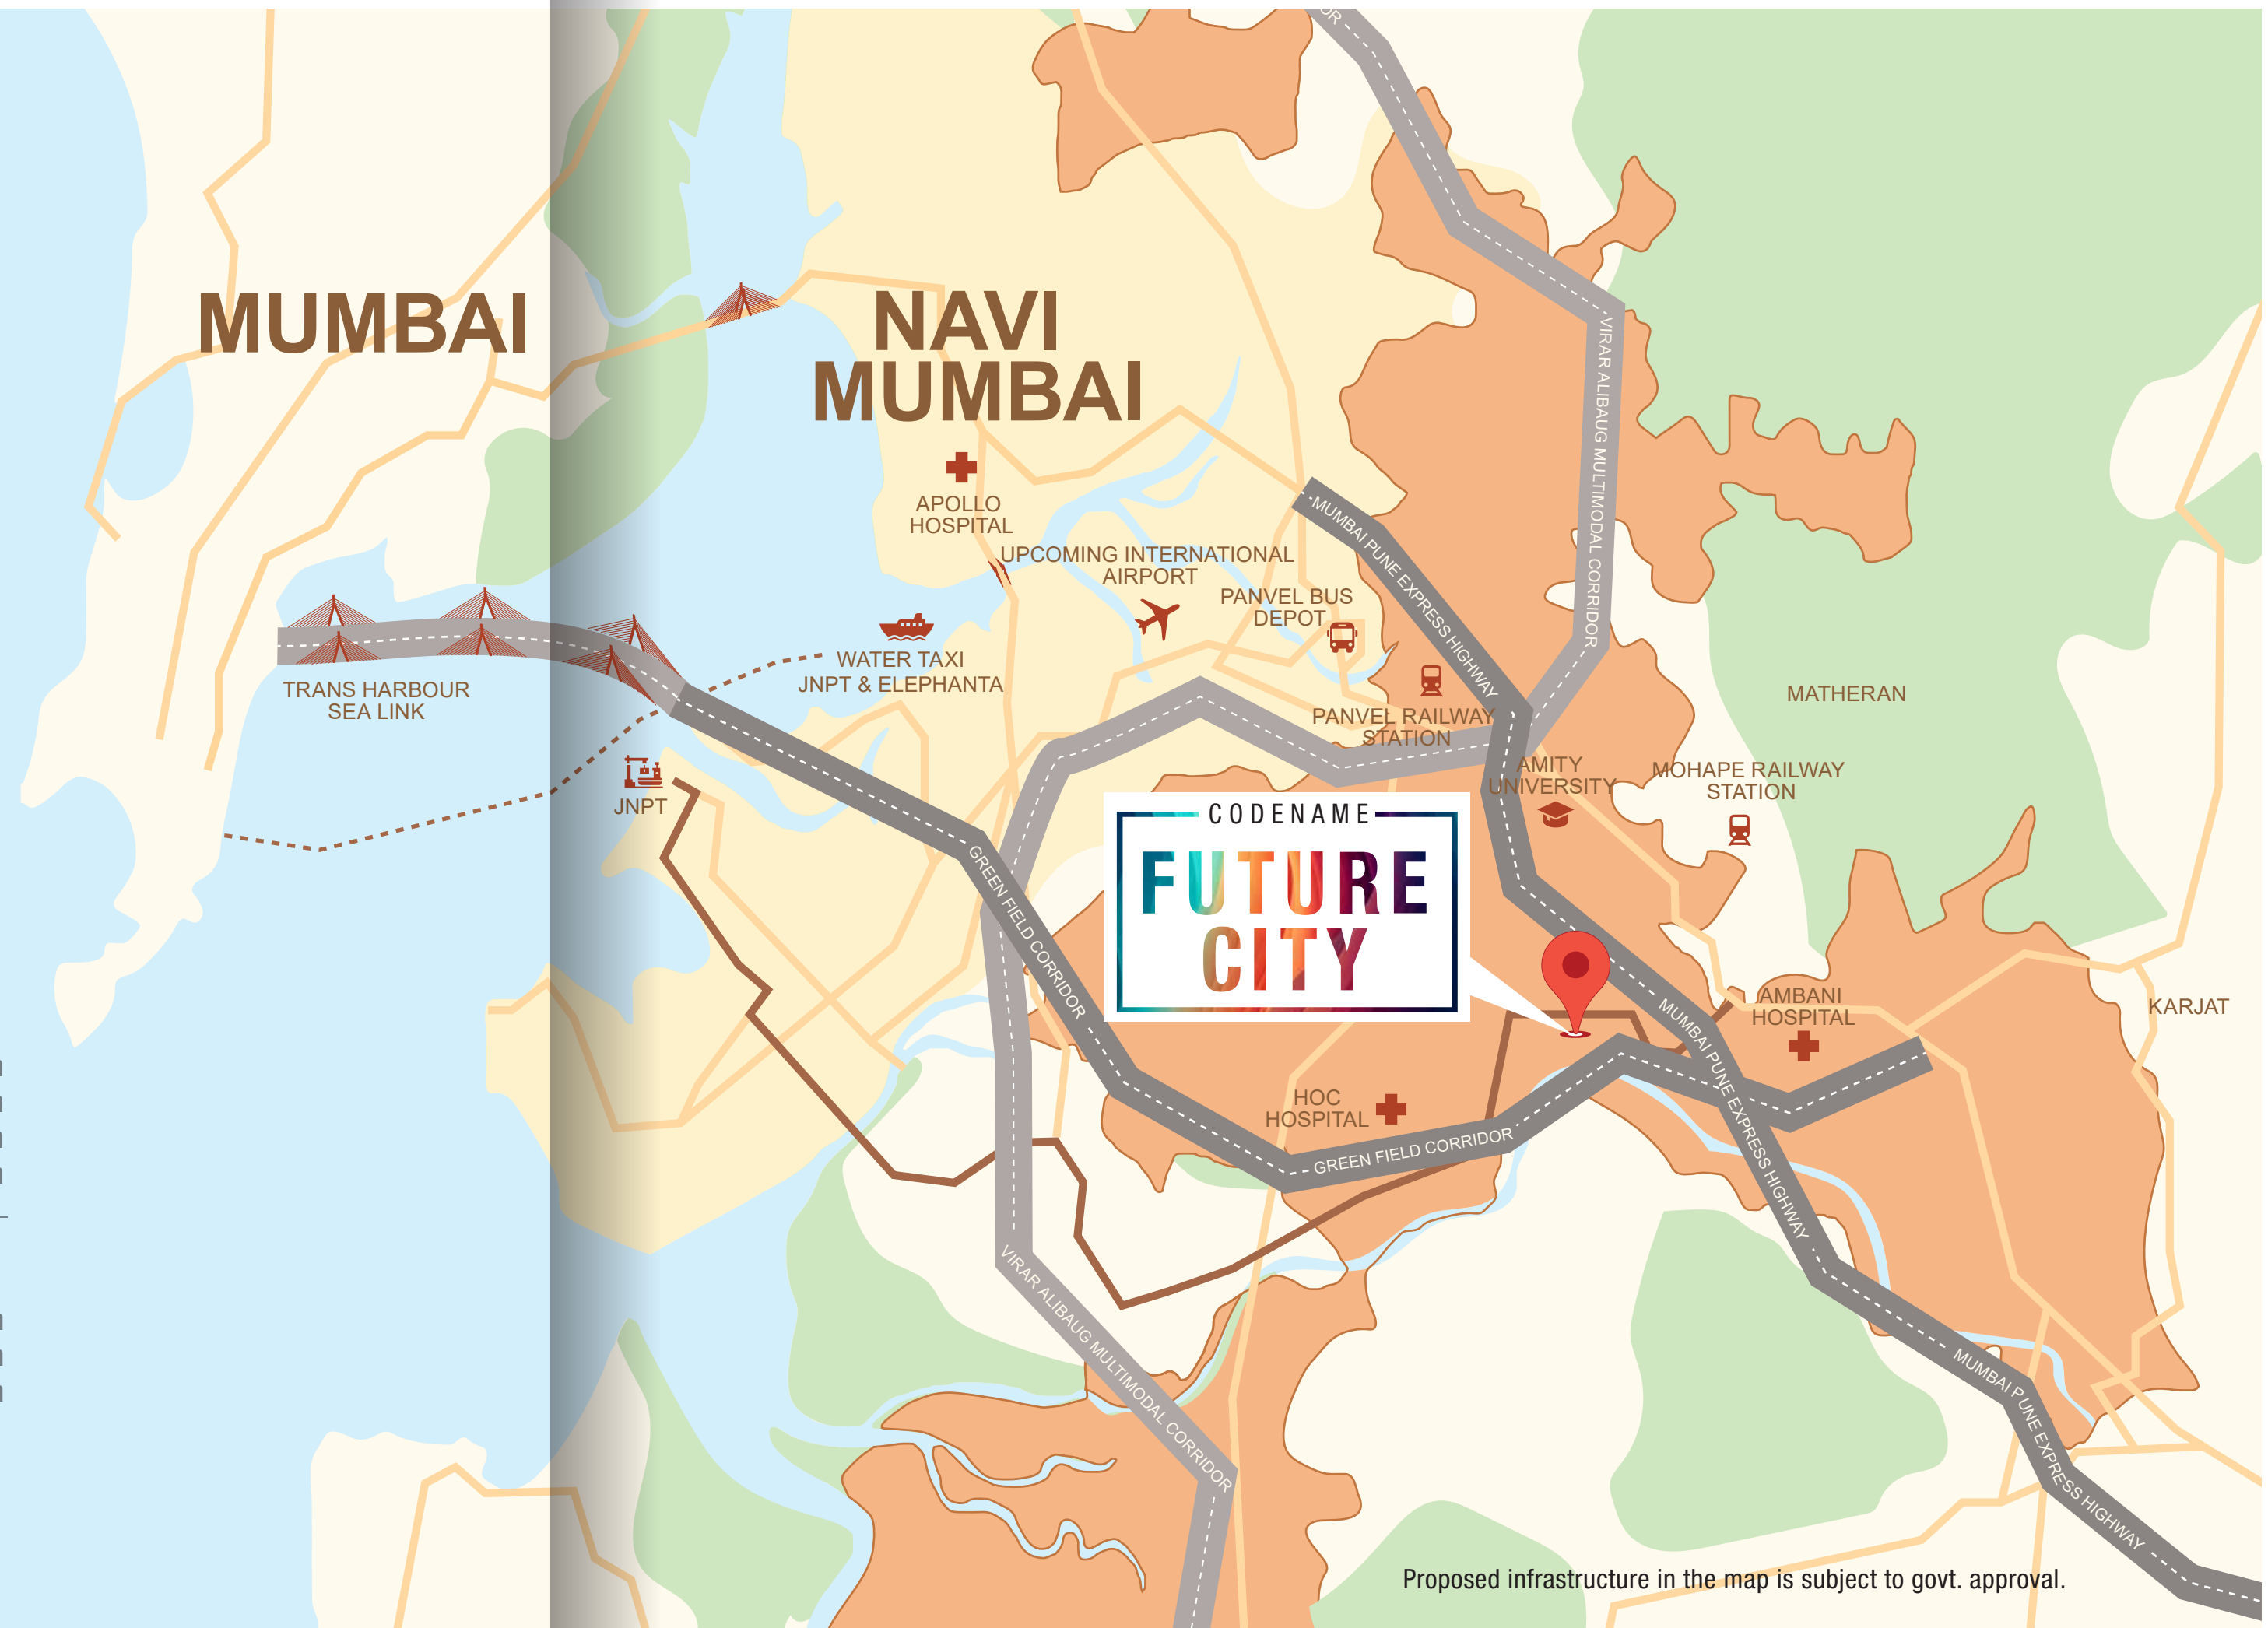 OR
MUMBAI
NAVI
MUMBAI
VIRAR ALIBAUG MULTIMODAL CORRIDOR
APOLLO
HOSPITAL
MUMBAI PUNE EXPRESS HIGHWAY
UPCOMING INTERNATIONAL
AIRPORT
PANVEL BUS
DEPOT
WATER TAXI
JNPT & ELEPHANTA
TRANS HARBOUR
SEA LINK
PANVEL RAILWAY
STATION
MATHERAN
AMITY
UNIVERSITY
MOHAPE RAILWAY
STATION
JNPT
CODENAME
FUTURE
CITY
GREEN FIELD CORRIDOR
AMBANI
HOSPITAL
KARJAT
MUMBAI PUNE EXPRESS HIGHWAY
HOC
HOSPITAL
GREEN FIELD CORRIDOR
VIRAR ALIBAUG MULTIMODAL CORRIDOR
MUMBAI PUNE EXPRESS HIGHWAY
Proposed infrastructure in the map is subject to govt. approval.